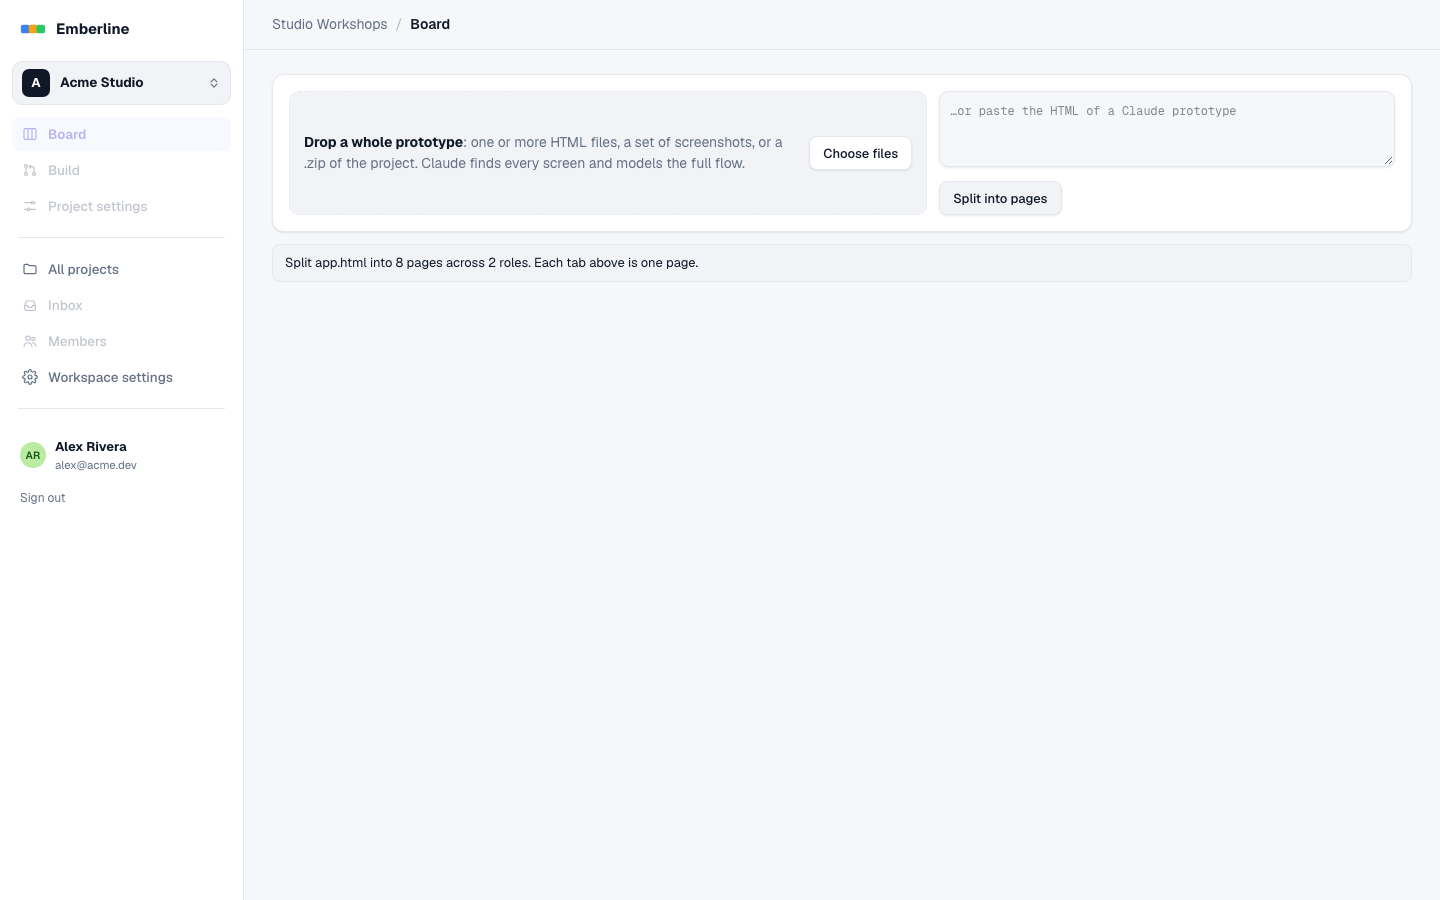 Emberline
A
Acme Studio
Board
Build
Project settings
All projects
Inbox
Members
Workspace settings
AR
Alex Rivera
alex@acme.dev
Sign out
Studio Workshops / Board
Drop a whole prototype: one or more HTML files, a set of screenshots, or a
.zip of the project. Claude finds every screen and models the full flow.
Choose files
…or paste the HTML of a Claude prototype
Split into pages
Split app.html into 8 pages across 2 roles. Each tab above is one page.